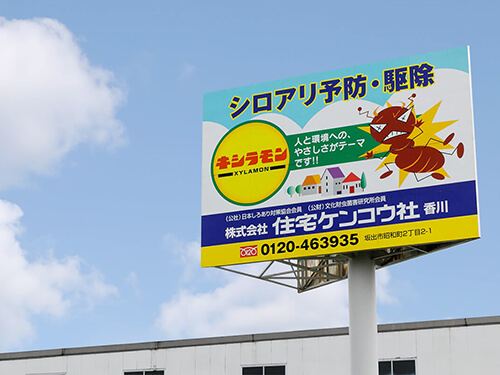 シロアリ予防・駆除
人と環境への、
やさしさがテーマ
です!!
キシラモン
XYLAMON
(公社)日本しろあり対策協会会員 (公財)文化財虫菌害研究所会員
株式会社 住宅ケンコウ社 香川
0120-463935 坂出市昭和町2丁目2-1